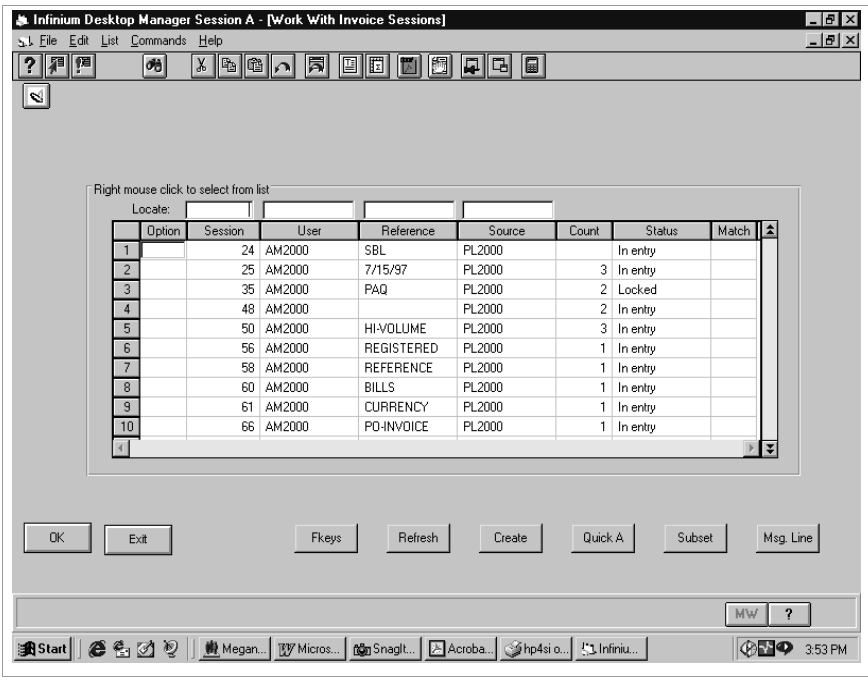 Infinium Desktop Manager Session A - [Work With Invoice Sessions]
File Edit List Commands Help
Right mouse click to select from list
Locate:
Option Session User Reference Source Count Status Match
1 24 AM2000 SBL PL2000 In entry
2 25 AM2000 7/15/97 PL2000 3 In entry
3 35 AM2000 PAQ PL2000 2 Locked
4 48 AM2000 PL2000 2 In entry
5 50 AM2000 HI-VOLUME PL2000 3 In entry
6 56 AM2000 REGISTERED PL2000 1 In entry
7 58 AM2000 REFERENCE PL2000 1 In entry
8 60 AM2000 BILLS PL2000 1 In entry
9 61 AM2000 CURRENCY PL2000 1 In entry
10 66 AM2000 PO-INVOICE PL2000 1 In entry
OK Exit Fkeys Refresh Create Quick A Subset Msg. Line
MW ?
Start Megan... Micros... SnagIt... Acroba... hp4si o... Infiniu... 3:53 PM